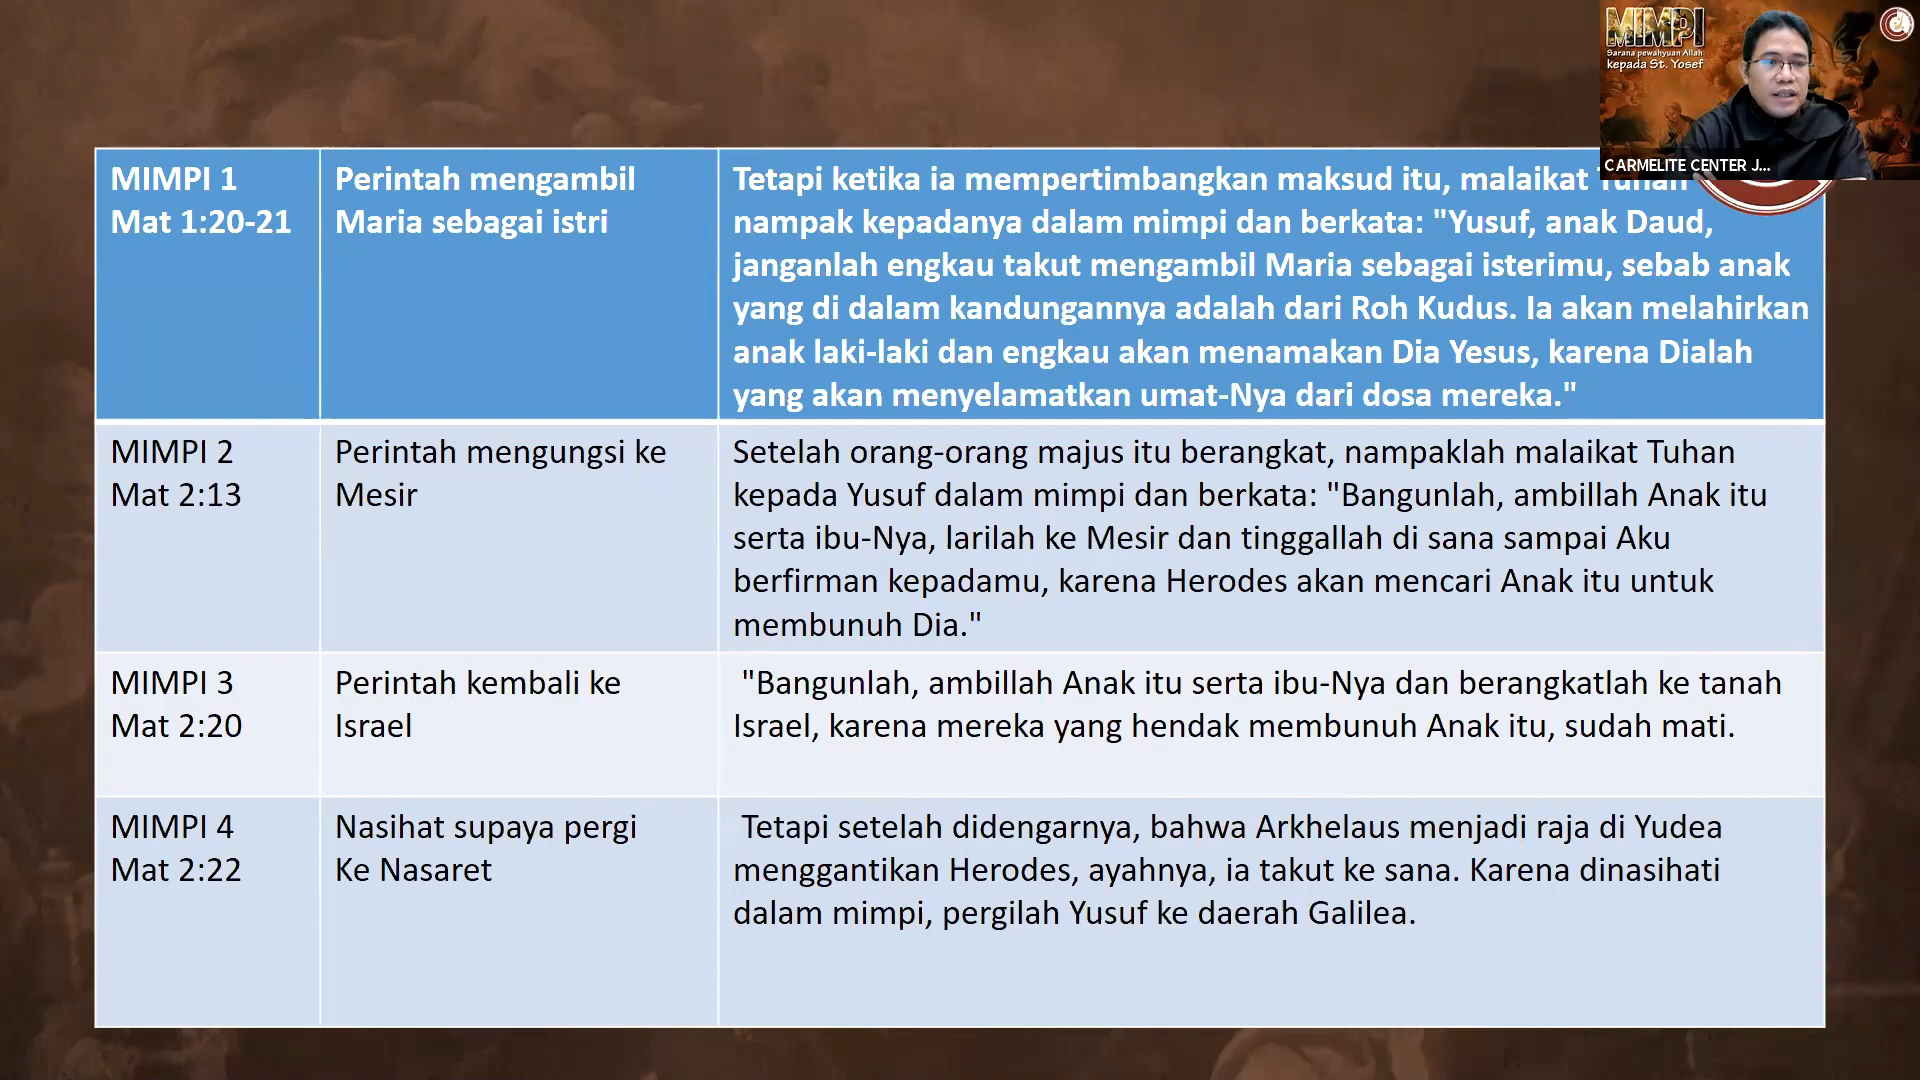 MIMPI
Sarana pewahyuan Allah
kepada St. Yosef
CARMELITE CENTER J...
MIMPI 1
Mat 1:20-21
Perintah mengambil
Maria sebagai istri
Tetapi ketika ia mempertimbangkan maksud itu, malaikat Tuhan
nampak kepadanya dalam mimpi dan berkata: "Yusuf, anak Daud,
janganlah engkau takut mengambil Maria sebagai isterimu, sebab anak
yang di dalam kandungannya adalah dari Roh Kudus. Ia akan melahirkan
anak laki-laki dan engkau akan menamakan Dia Yesus, karena Dialah
yang akan menyelamatkan umat-Nya dari dosa mereka."
MIMPI 2
Mat 2:13
Perintah mengungsi ke
Mesir
Setelah orang-orang majus itu berangkat, nampaklah malaikat Tuhan
kepada Yusuf dalam mimpi dan berkata: "Bangunlah, ambillah Anak itu
serta ibu-Nya, larilah ke Mesir dan tinggallah di sana sampai Aku
berfirman kepadamu, karena Herodes akan mencari Anak itu untuk
membunuh Dia."
MIMPI 3
Mat 2:20
Perintah kembali ke
Israel
"Bangunlah, ambillah Anak itu serta ibu-Nya dan berangkatlah ke tanah
Israel, karena mereka yang hendak membunuh Anak itu, sudah mati.
MIMPI 4
Mat 2:22
Nasihat supaya pergi
Ke Nasaret
Tetapi setelah didengarnya, bahwa Arkhelaus menjadi raja di Yudea
menggantikan Herodes, ayahnya, ia takut ke sana. Karena dinasihati
dalam mimpi, pergilah Yusuf ke daerah Galilea.